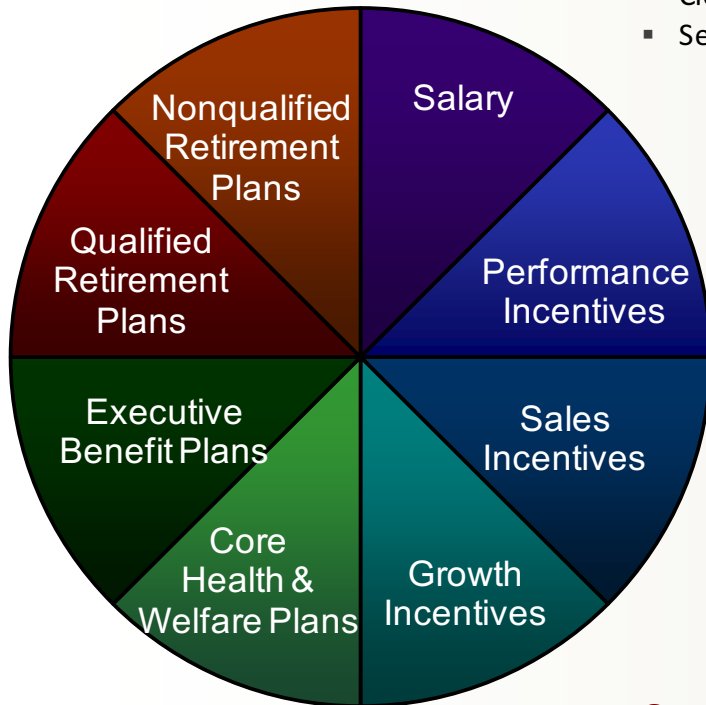 Se
Nonqualified
Retirement
Plans
Salary
Qualified
Retirement
Plans
Performance
Incentives
Executive
Benefit Plans
Sales
Incentives
Core
Health &
Welfare Plans
Growth
Incentives